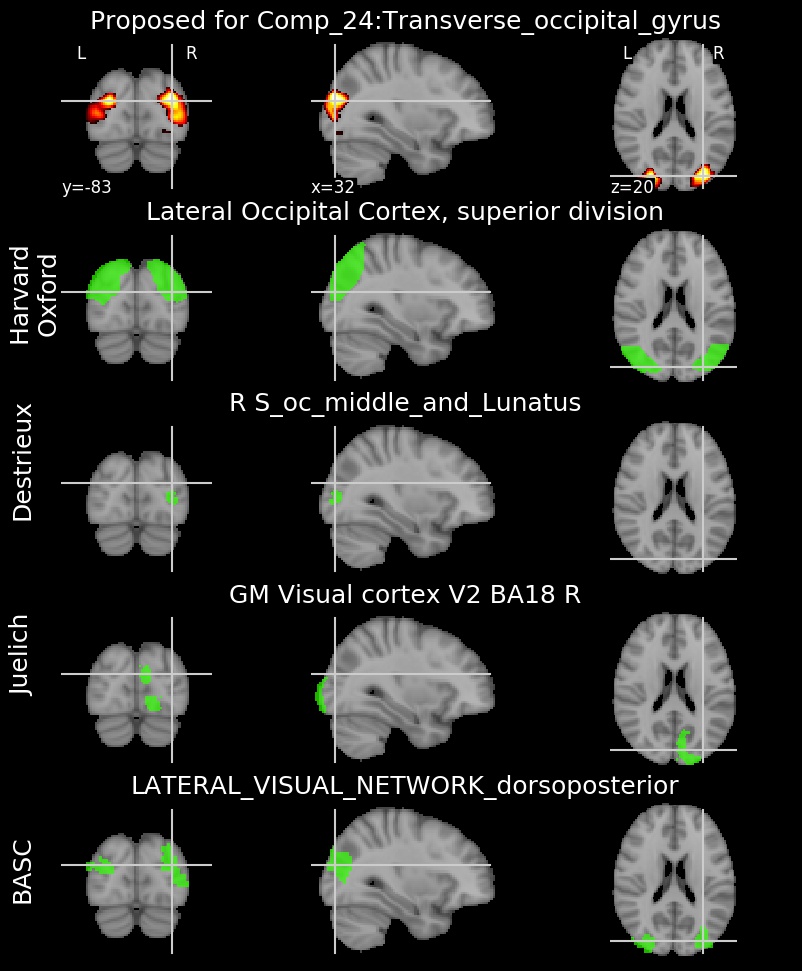 Proposed for Comp_24:Transverse_occipital_gyrus
L R L R
y=-83 x=32 z=20
Lateral Occipital Cortex, superior division
Harvard
Oxford
R S_oc_middle_and_Lunatus
Destrieux
GM Visual cortex V2 BA18 R
Juelich
LATERAL_VISUAL_NETWORK_dorsoposterior
BASC